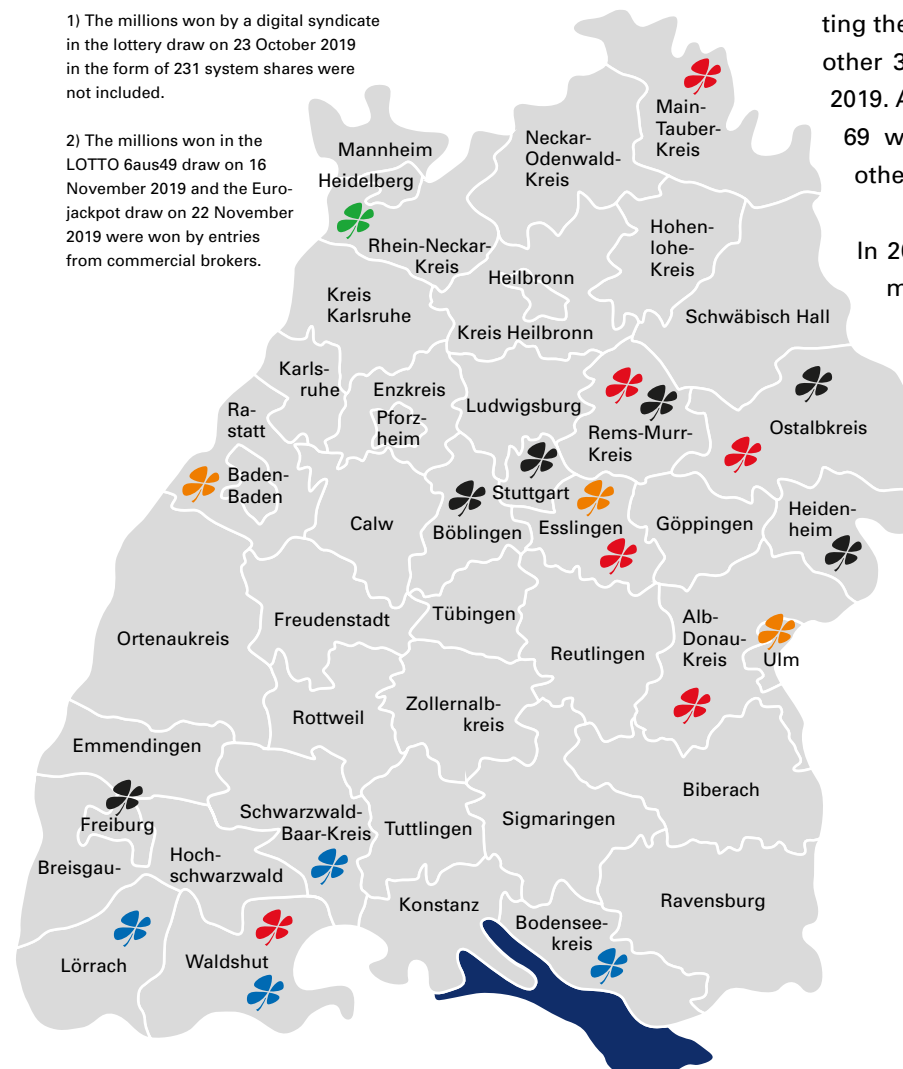 1) The millions won by a digital syndicate
in the lottery draw on 23 October 2019
in the form of 231 system shares were
not included.
2) The millions won in the
LOTTO 6aus49 draw on 16
November 2019 and the Euro-
jackpot draw on 22 November
2019 were won by entries
from commercial brokers.
ting the
other 3
2019. A
69 w
othe
In 20
m
Main-
Tauber-
Kreis
Neckar-
Odenwald-
Kreis
Mannheim
Heidelberg
Rhein-Neckar-
Kreis
Hohen-
lohe-
Kreis
Heilbronn
Kreis
Karlsruhe
Kreis Heilbronn
Schwäbisch Hall
Karls-
ruhe
Enzkreis
Pforz-
heim
Ludwigsburg
Rems-Murr-
Kreis
Ostalbkreis
Ra-
statt
Baden-
Baden
Calw
Stuttgart
Böblingen
Esslingen
Göppingen
Heiden-
heim
Freudenstadt
Tübingen
Ortenaukreis
Reutlingen
Alb-
Donau-
Kreis
Ulm
Rottweil
Zollernalb-
kreis
Emmendingen
Biberach
Freiburg
Schwarzwald-
Baar-Kreis
Tuttlingen
Sigmaringen
Breisgau-
Hoch-
schwarzwald
Konstanz
Ravensburg
Bodensee-
kreis
Lörrach
Waldshut